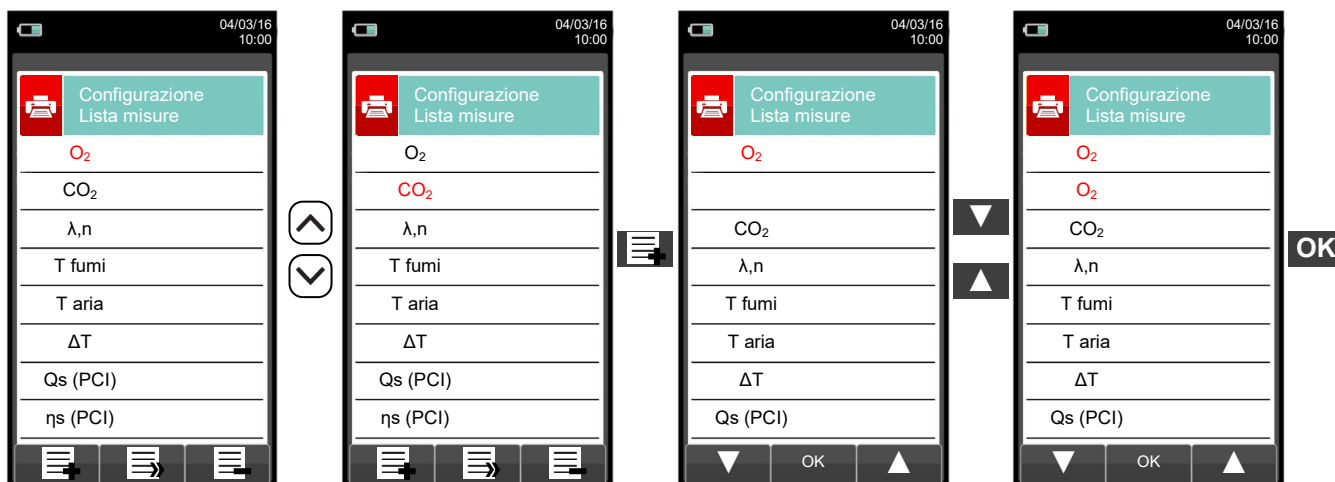 04/03/16
10:00
Configurazione
Lista misure
O₂
CO₂
λ,n
T fumi
T aria
ΔT
Qs (PCI)
ηs (PCI)
04/03/16
10:00
Configurazione
Lista misure
O₂
CO₂
λ,n
T fumi
T aria
ΔT
Qs (PCI)
ηs (PCI)
04/03/16
10:00
Configurazione
Lista misure
O₂
CO₂
λ,n
T fumi
T aria
ΔT
Qs (PCI)
OK
04/03/16
10:00
Configurazione
Lista misure
O₂
O₂
CO₂
λ,n
T fumi
T aria
ΔT
Qs (PCI)
OK
OK